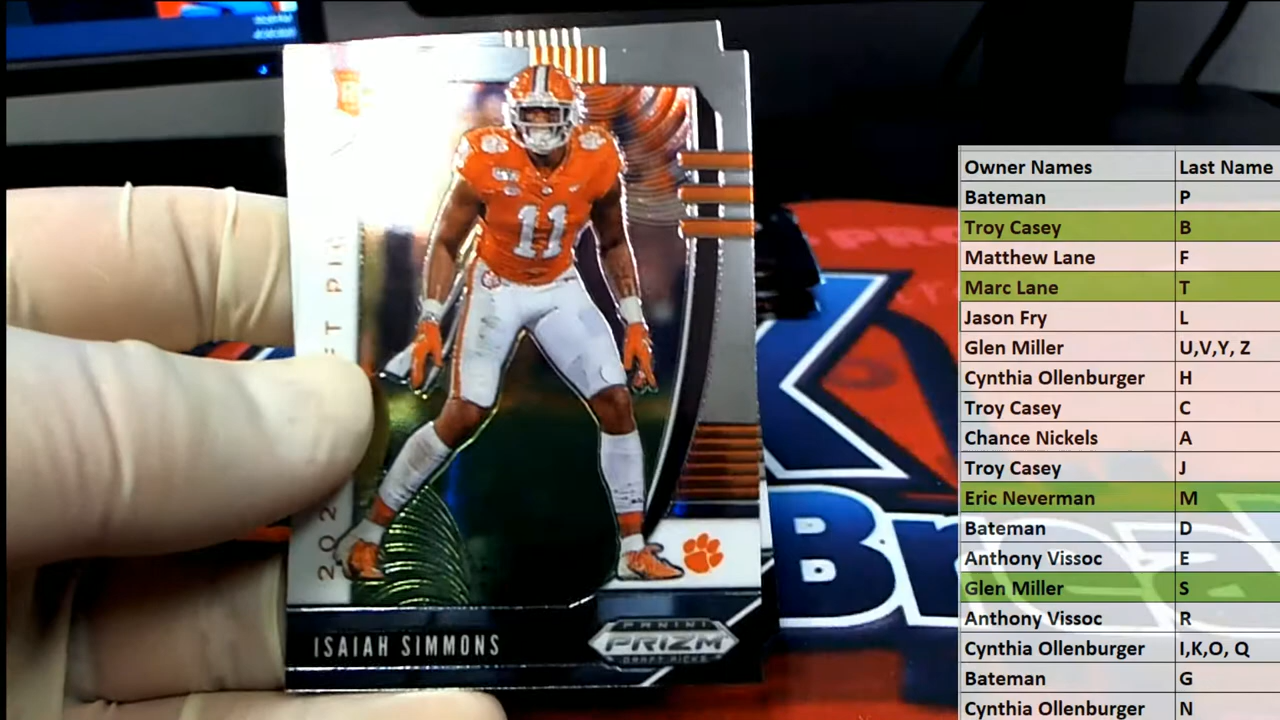 11
ISAIAH SIMMONS
PANINI
PRIZM
DRAFT PICKS
Owner Names Last Name
Bateman P
Troy Casey B
Matthew Lane F
Marc Lane T
Jason Fry L
Glen Miller U,V,Y, Z
Cynthia Ollenburger H
Troy Casey C
Chance Nickels A
Troy Casey J
Eric Neverman M
Bateman D
Anthony Vissoc E
Glen Miller S
Anthony Vissoc R
Cynthia Ollenburger I,K,O, Q
Bateman G
Cynthia Ollenburger N